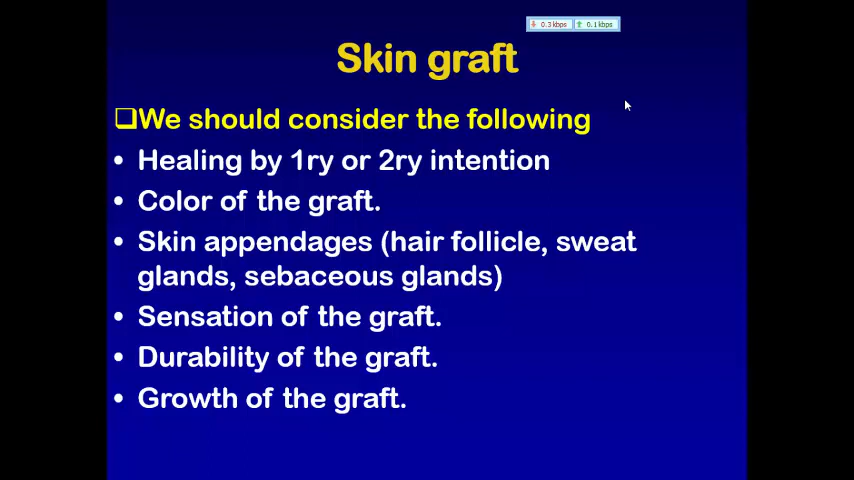 0.3 kbps 0.1 kbps
Skin graft
❑We should consider the following
• Healing by 1ry or 2ry intention
• Color of the graft.
• Skin appendages (hair follicle, sweat
glands, sebaceous glands)
• Sensation of the graft.
• Durability of the graft.
• Growth of the graft.